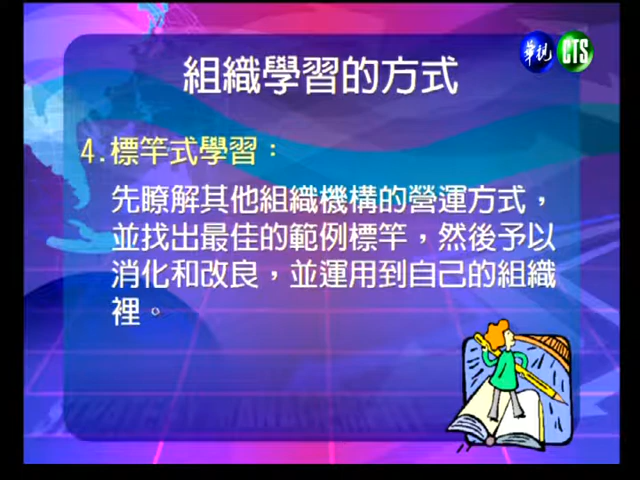 組織學習的方式
華視 CTS
4.標竿式學習：
先瞭解其他組織機構的營運方式，
並找出最佳的範例標竿，然後予以
消化和改良，並運用到自己的組織
裡。